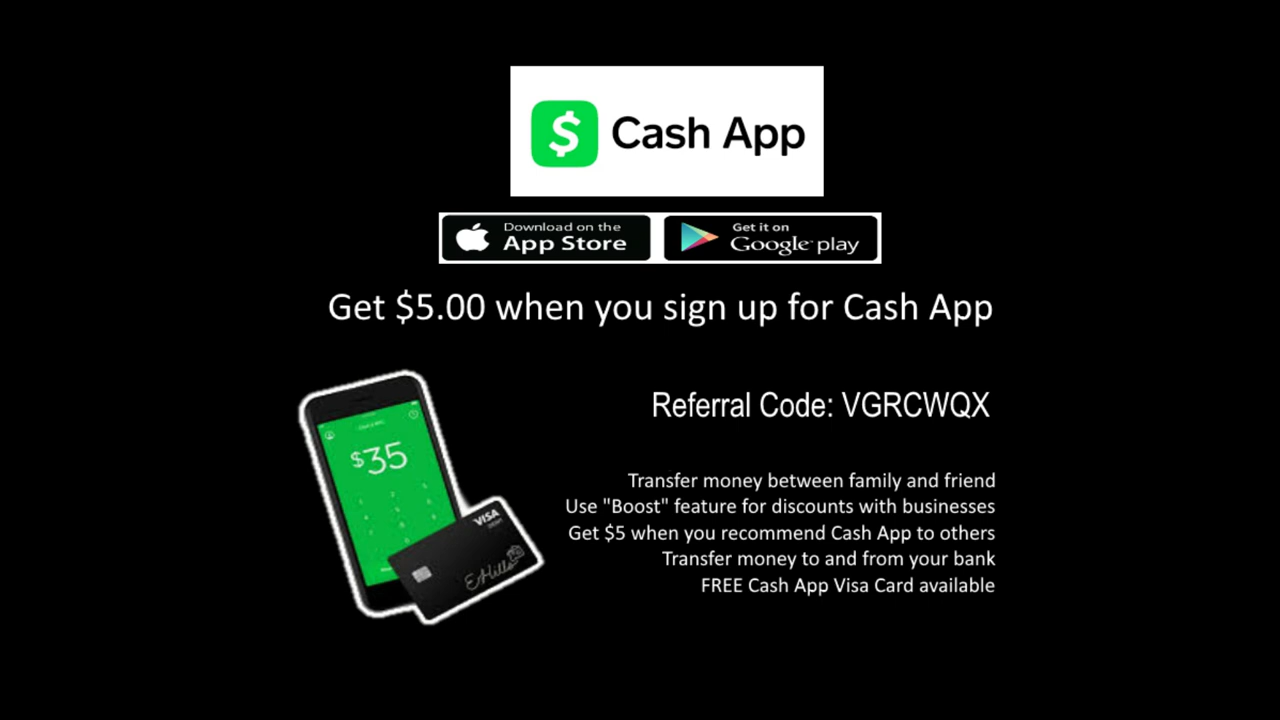 $ Cash App
Download on the
App Store
Get it on
Google play
Get $5.00 when you sign up for Cash App
Referral Code: VGRCWQX
$35
VISA
DEBIT
Transfer money between family and friend
Use "Boost" feature for discounts with businesses
Get $5 when you recommend Cash App to others
Transfer money to and from your bank
FREE Cash App Visa Card available